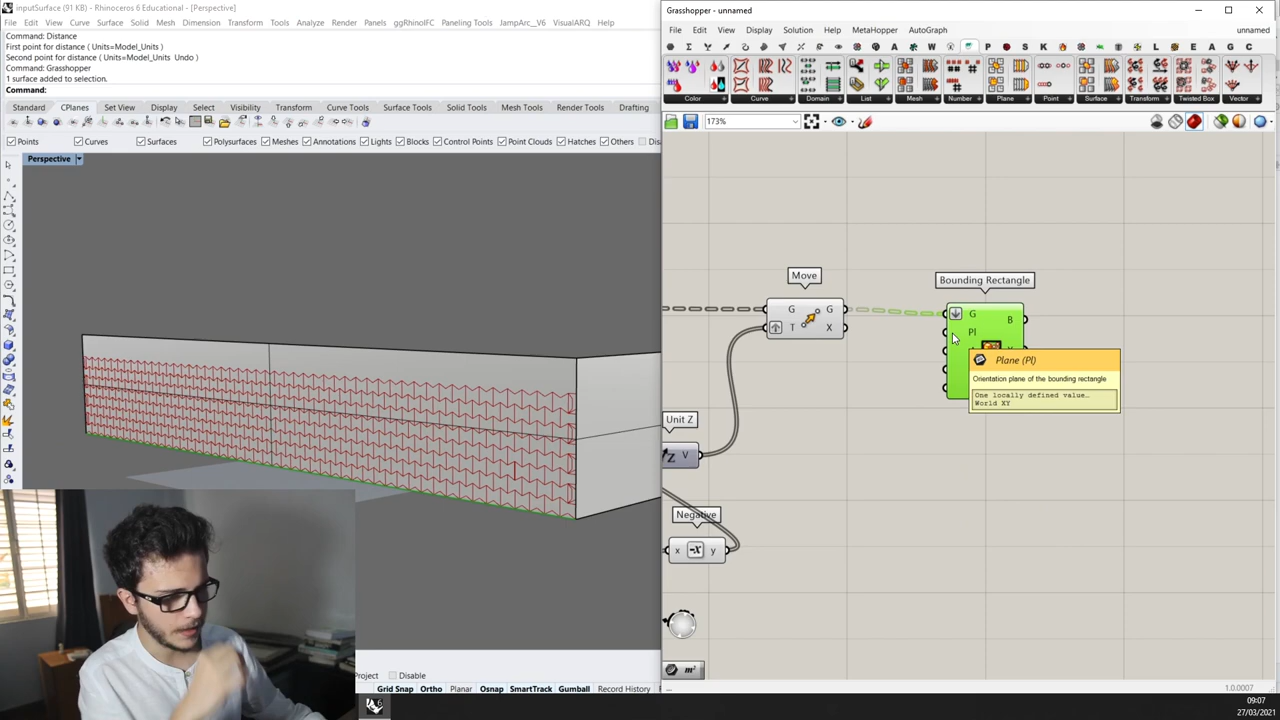 inputSurface (91 KB) - Rhinoceros 6 Educational - [Perspective]
File Edit View Curve Surface Solid Mesh Dimension Transform Tools Analyze Render Panels ggRhinoIFC Paneling Tools JampArc_V6 VisualARQ Help
Command: Distance
First point for distance ( Units=Model_Units )
Second point for distance ( Units=Model_Units Undo )
Command: Grasshopper
1 surface added to selection.
Command:
Standard CPlanes Set View Display Select Visibility Transform Curve Tools Surface Tools Solid Tools Mesh Tools Render Tools Drafting
Points Curves Surfaces Polysurfaces Meshes Annotations Lights Blocks Control Points Point Clouds Hatches Others Dis
Perspective
Project Disable
Grid Snap Ortho Planar Osnap SmartTrack Gumball Record History
Grasshopper - unnamed
File Edit View Display Solution Help MetaHopper AutoGraph unnamed
P S K L E A C
Color Curve Domain List Mesh Number Plane Point Surface Transform Twisted Box Vector
173%
Move
G G
T X
Bounding Rectangle
G B
Pl
Plane (Pl)
Orientation plane of the bounding rectangle
One locally defined value…
World XY
Unit Z
Z V
Negative
x -X y
m²
1.0.0007
09:07
27/03/2021